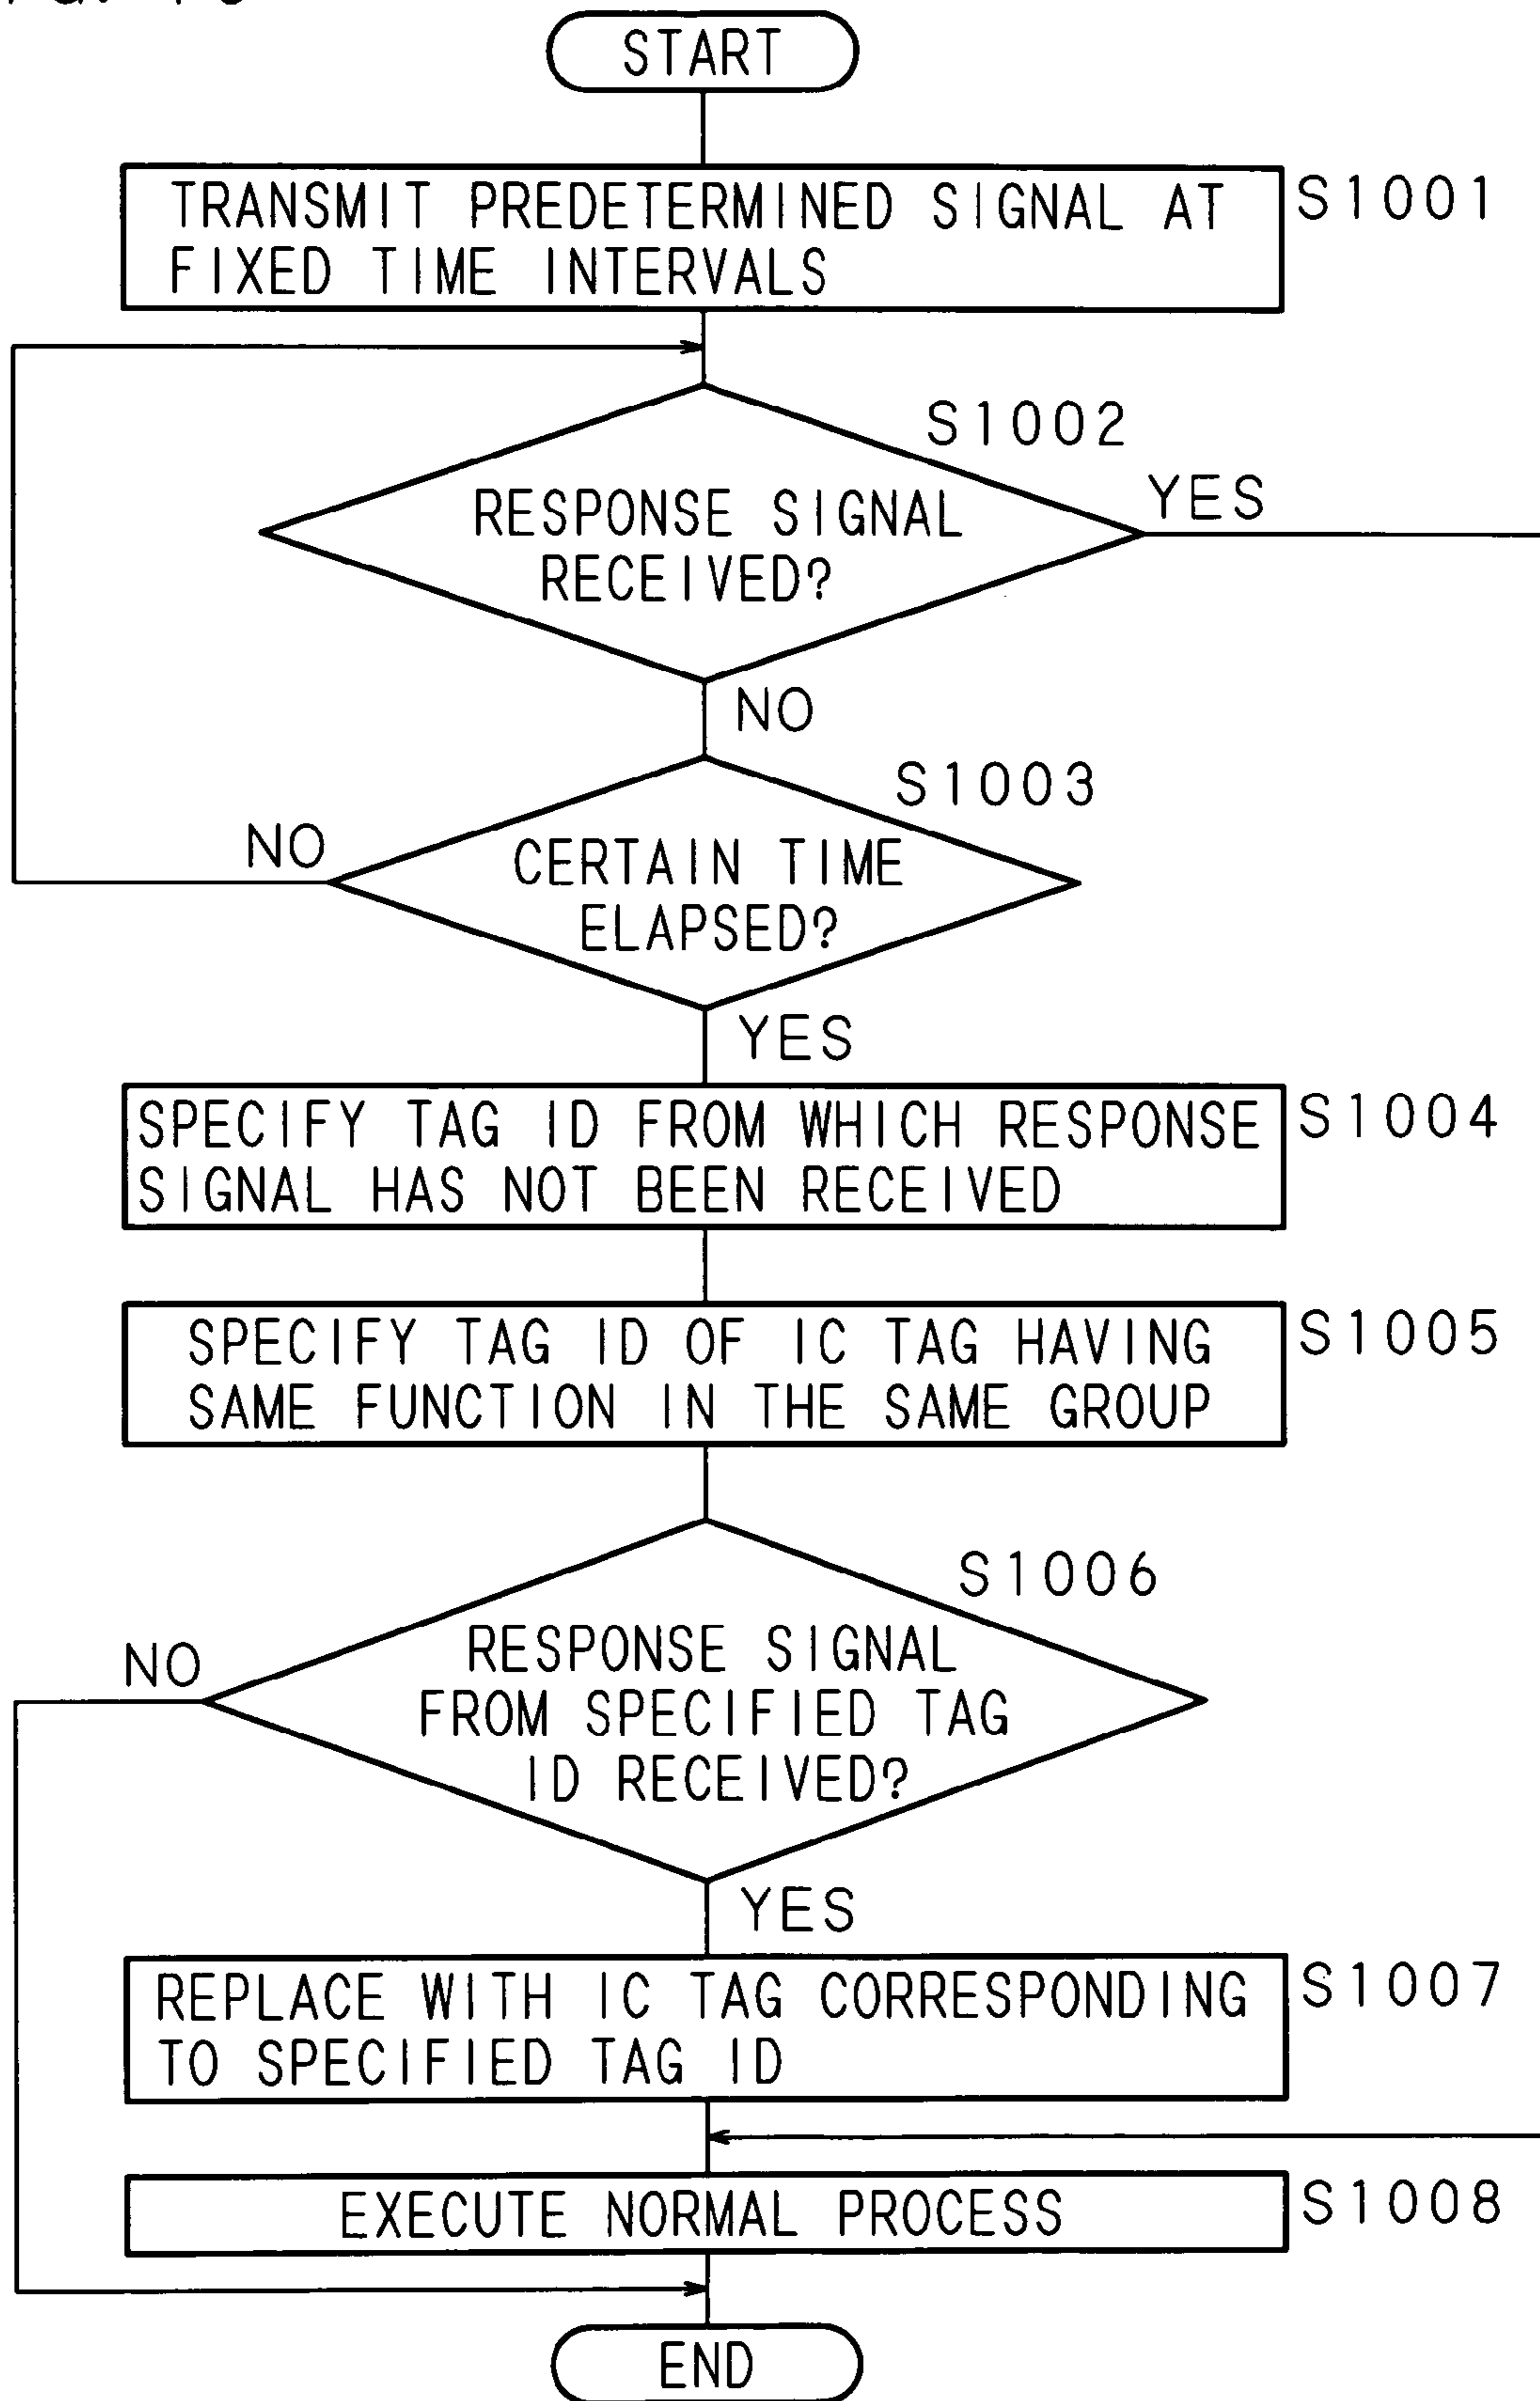 START
TRANSMIT PREDETERMINED SIGNAL AT
FIXED TIME INTERVALS
S1001
S1002
RESPONSE SIGNAL
RECEIVED?
YES
NO
S1003
NO
CERTAIN TIME
ELAPSED?
YES
SPECIFY TAG ID FROM WHICH RESPONSE
SIGNAL HAS NOT BEEN RECEIVED
S1004
SPECIFY TAG ID OF IC TAG HAVING
SAME FUNCTION IN THE SAME GROUP
S1005
S1006
NO
RESPONSE SIGNAL
FROM SPECIFIED TAG
ID RECEIVED?
YES
REPLACE WITH IC TAG CORRESPONDING
TO SPECIFIED TAG ID
S1007
EXECUTE NORMAL PROCESS
S1008
END